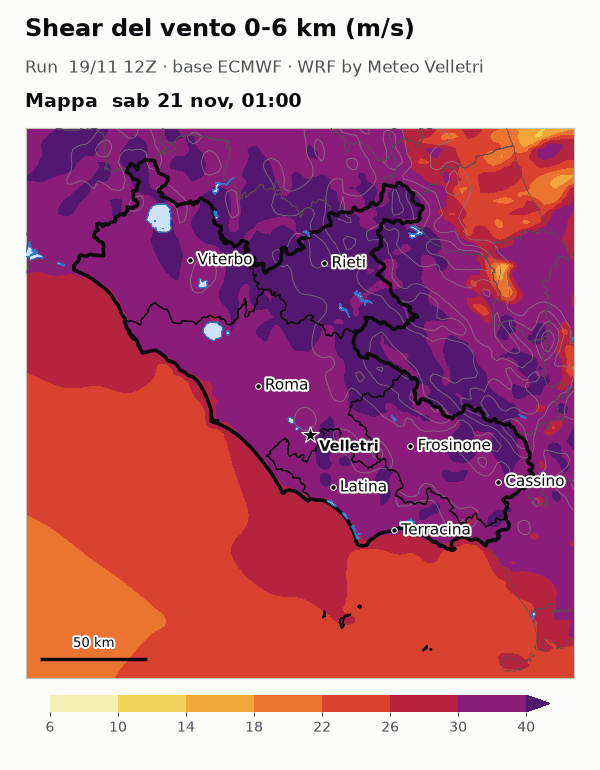 Shear del vento 0-6 km (m/s)
Run  19/11 12Z · base ECMWF · WRF by Meteo Velletri
Mappa  sab 21 nov, 01:00
Viterbo
Rieti
Roma
Velletri
Frosinone
Cassino
Latina
Terracina
50 km
6 10 14 18 22 26 30 40